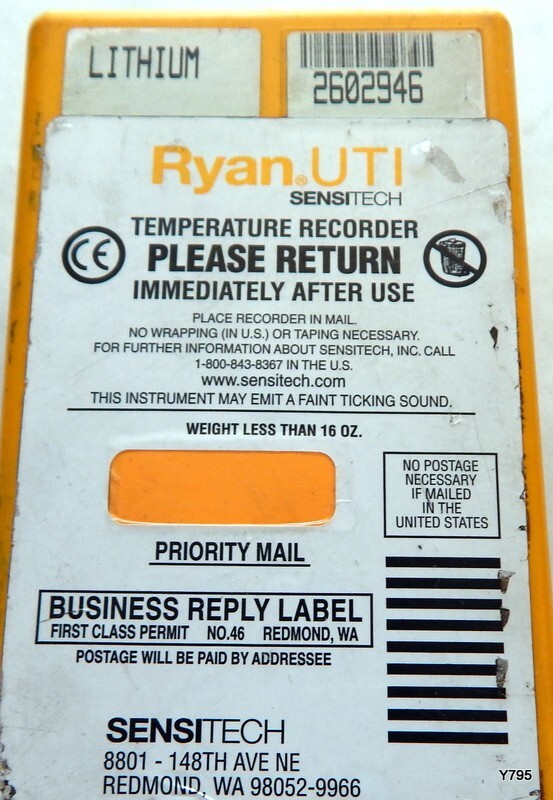 LITHIUM
2602946
Ryan® UTI
SENSITECH
TEMPERATURE RECORDER
CE
PLEASE RETURN
IMMEDIATELY AFTER USE
PLACE RECORDER IN MAIL.
NO WRAPPING (IN U.S.) OR TAPING NECESSARY.
FOR FURTHER INFORMATION ABOUT SENSITECH, INC. CALL
1-800-843-8367 IN THE U.S.
www.sensitech.com
THIS INSTRUMENT MAY EMIT A FAINT TICKING SOUND.
WEIGHT LESS THAN 16 OZ.
NO POSTAGE
NECESSARY
IF MAILED
IN THE
UNITED STATES
PRIORITY MAIL
BUSINESS REPLY LABEL
FIRST CLASS PERMIT NO.46 REDMOND, WA
POSTAGE WILL BE PAID BY ADDRESSEE
SENSITECH
8801 - 148TH AVE NE
REDMOND, WA 98052-9966
Y795